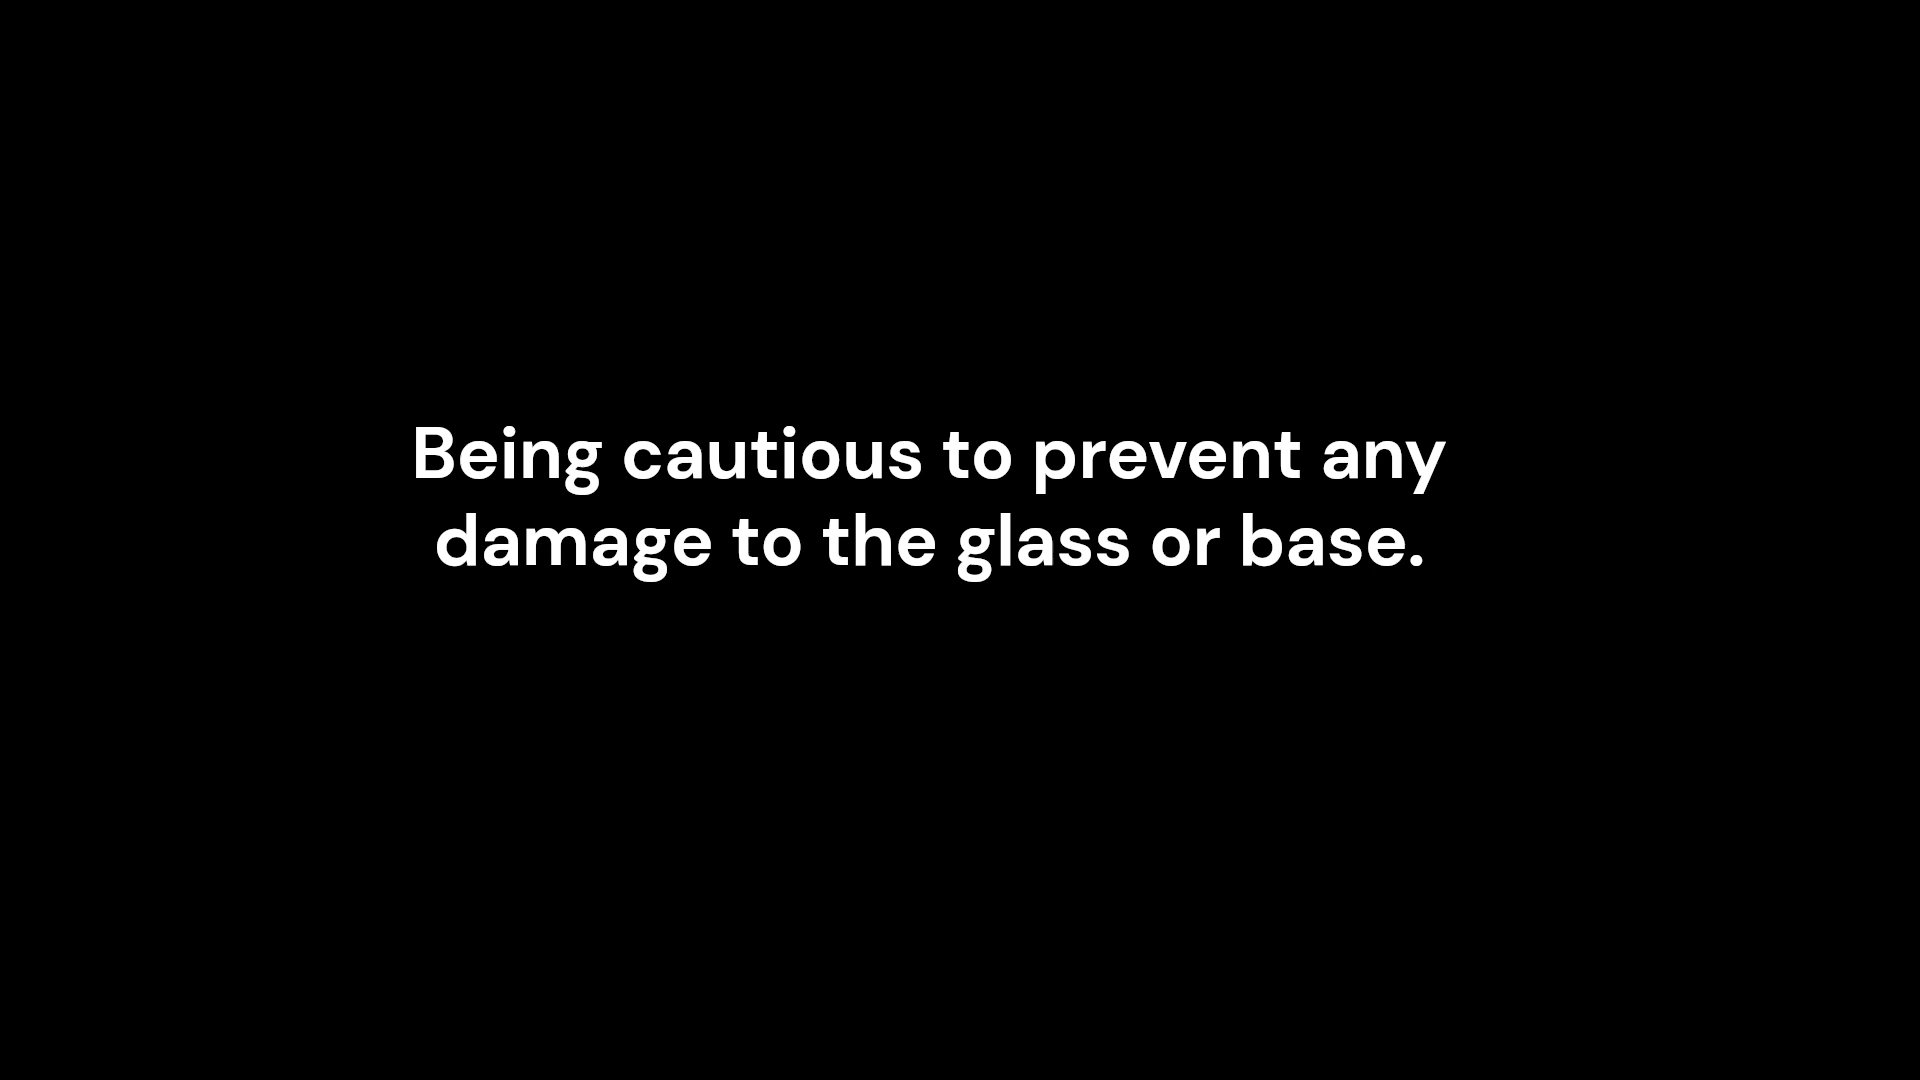 Being cautious to prevent any
damage to the glass or base.